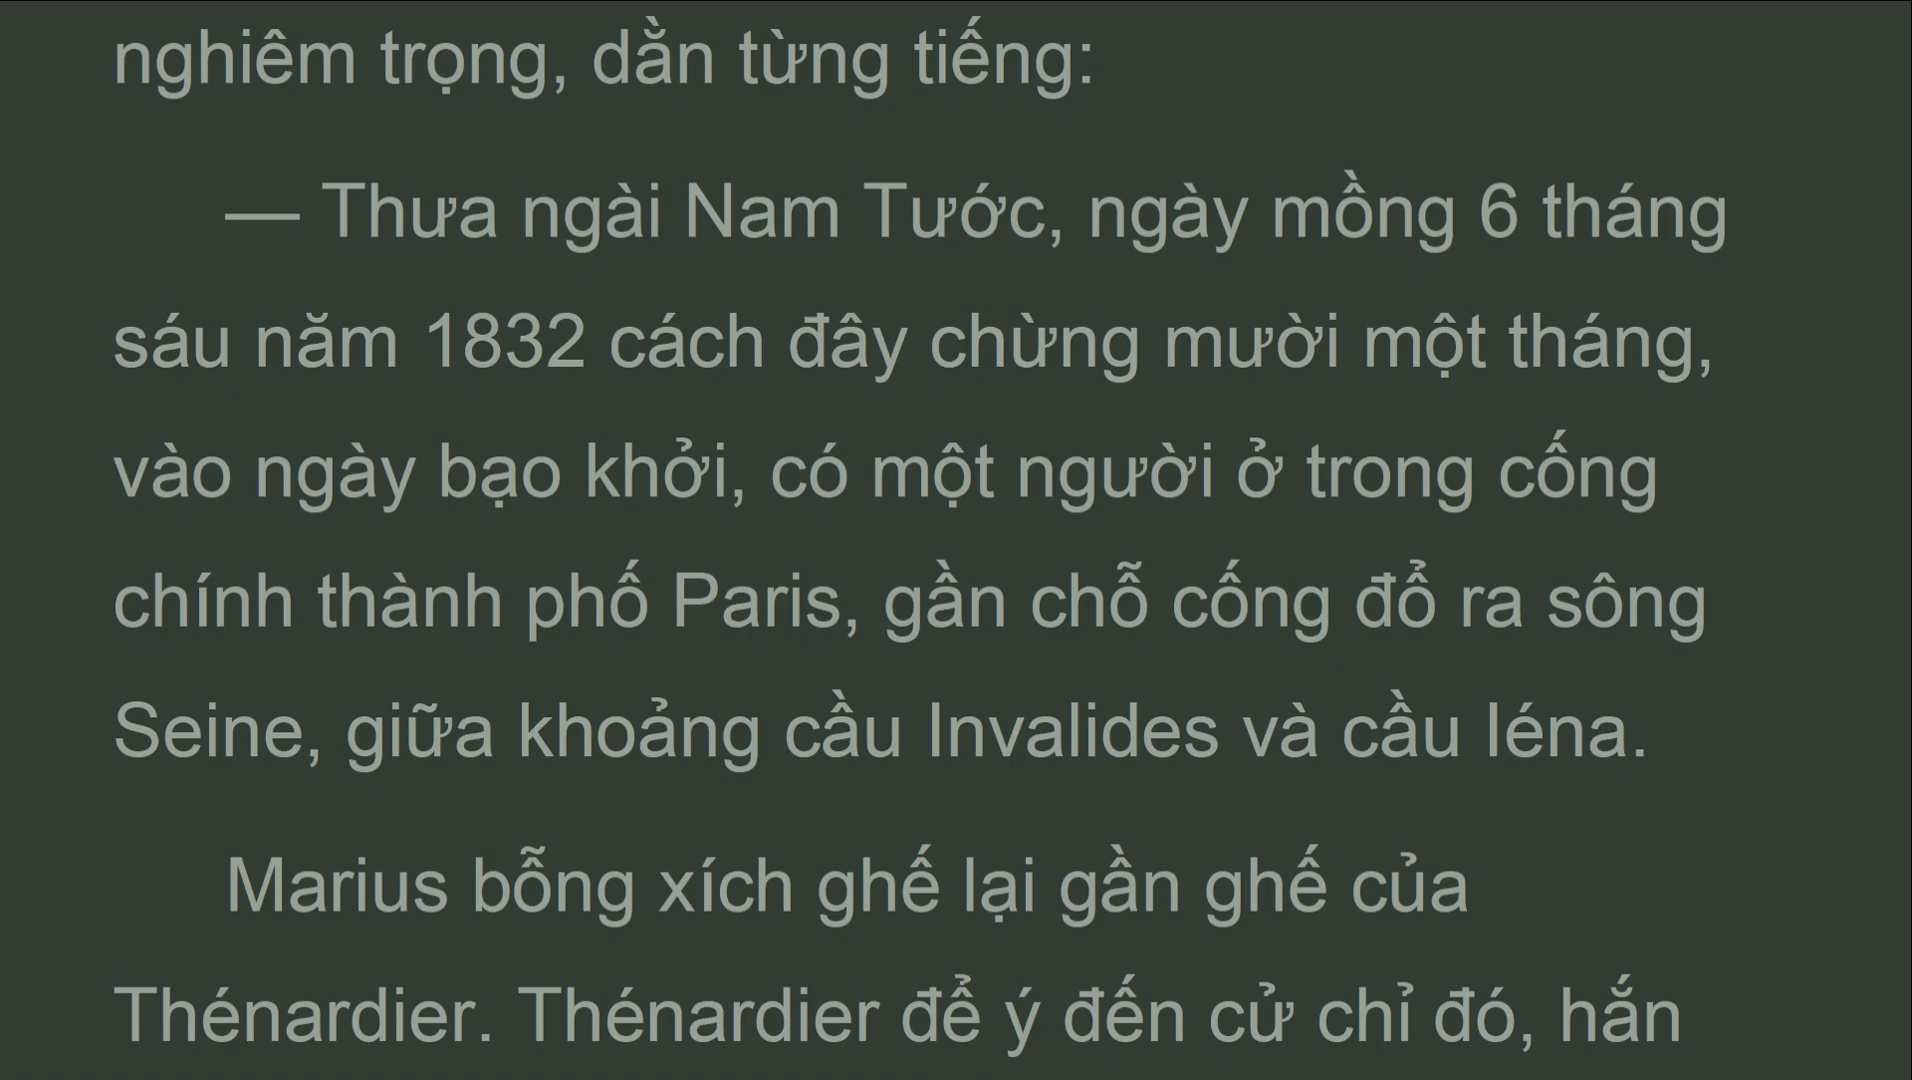 nghiêm trọng, dằn từng tiếng:
— Thưa ngài Nam Tước, ngày mồng 6 tháng
sáu năm 1832 cách đây chừng mười một tháng,
vào ngày bạo khởi, có một người ở trong cống
chính thành phố Paris, gần chỗ cống đổ ra sông
Seine, giữa khoảng cầu Invalides và cầu Iéna.
Marius bỗng xích ghế lại gần ghế của
Thénardier. Thénardier để ý đến cử chỉ đó, hắn